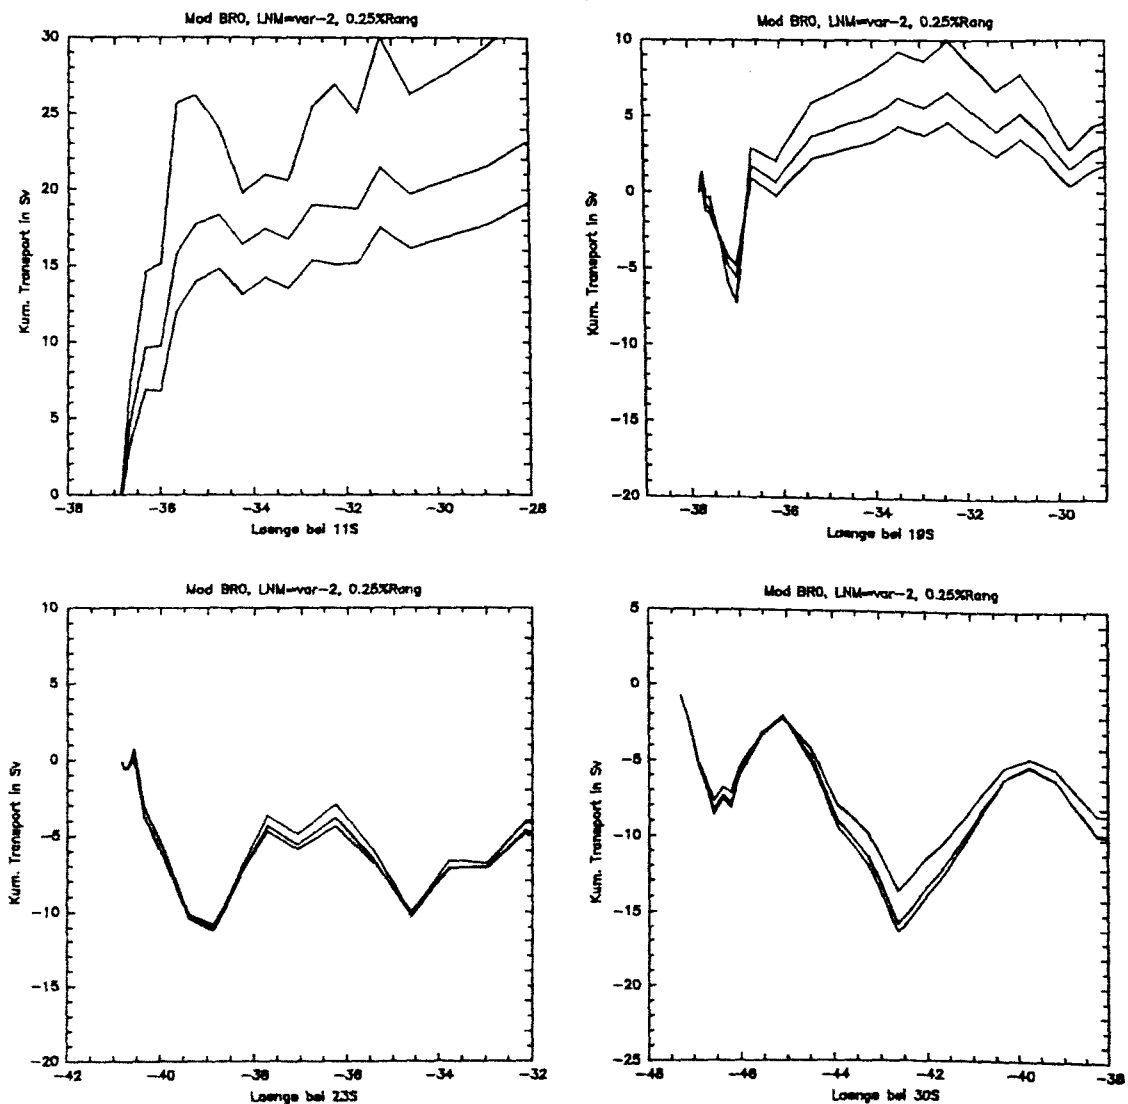 Mod BRO, LNM=var-2, 0.25%Rang
30
25
20
15
10
5
0
Kum. Transport in Sv
-38 -36 -34 -32 -30 -28
Laenge bei 11S
Mod BRO, LNM=var-2, 0.25%Rang
10
5
0
-5
-10
-15
-20
Kum. Transport in Sv
-38 -36 -34 -32 -30
Laenge bei 19S
Mod BRO, LNM=var-2, 0.25%Rang
10
5
0
-5
-10
-15
-20
Kum. Transport in Sv
-42 -40 -38 -36 -34 -32
Laenge bei 23S
Mod BRO, LNM=var-2, 0.25%Rang
5
0
-5
-10
-15
-20
-25
Kum. Transport in Sv
-48 -46 -44 -42 -40 -38
Laenge bei 30S